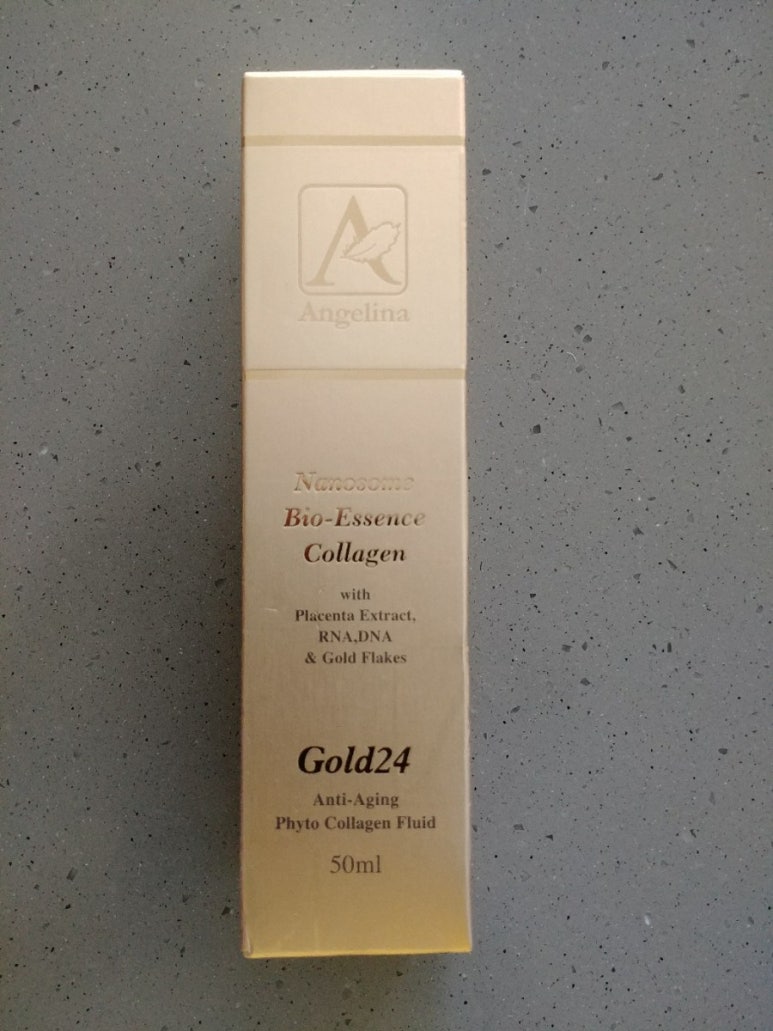 A
Angelina
Nanosome
Bio-Essence
Collagen
with
Placenta Extract,
RNA,DNA
& Gold Flakes
Gold24
Anti-Aging
Phyto Collagen Fluid
50ml